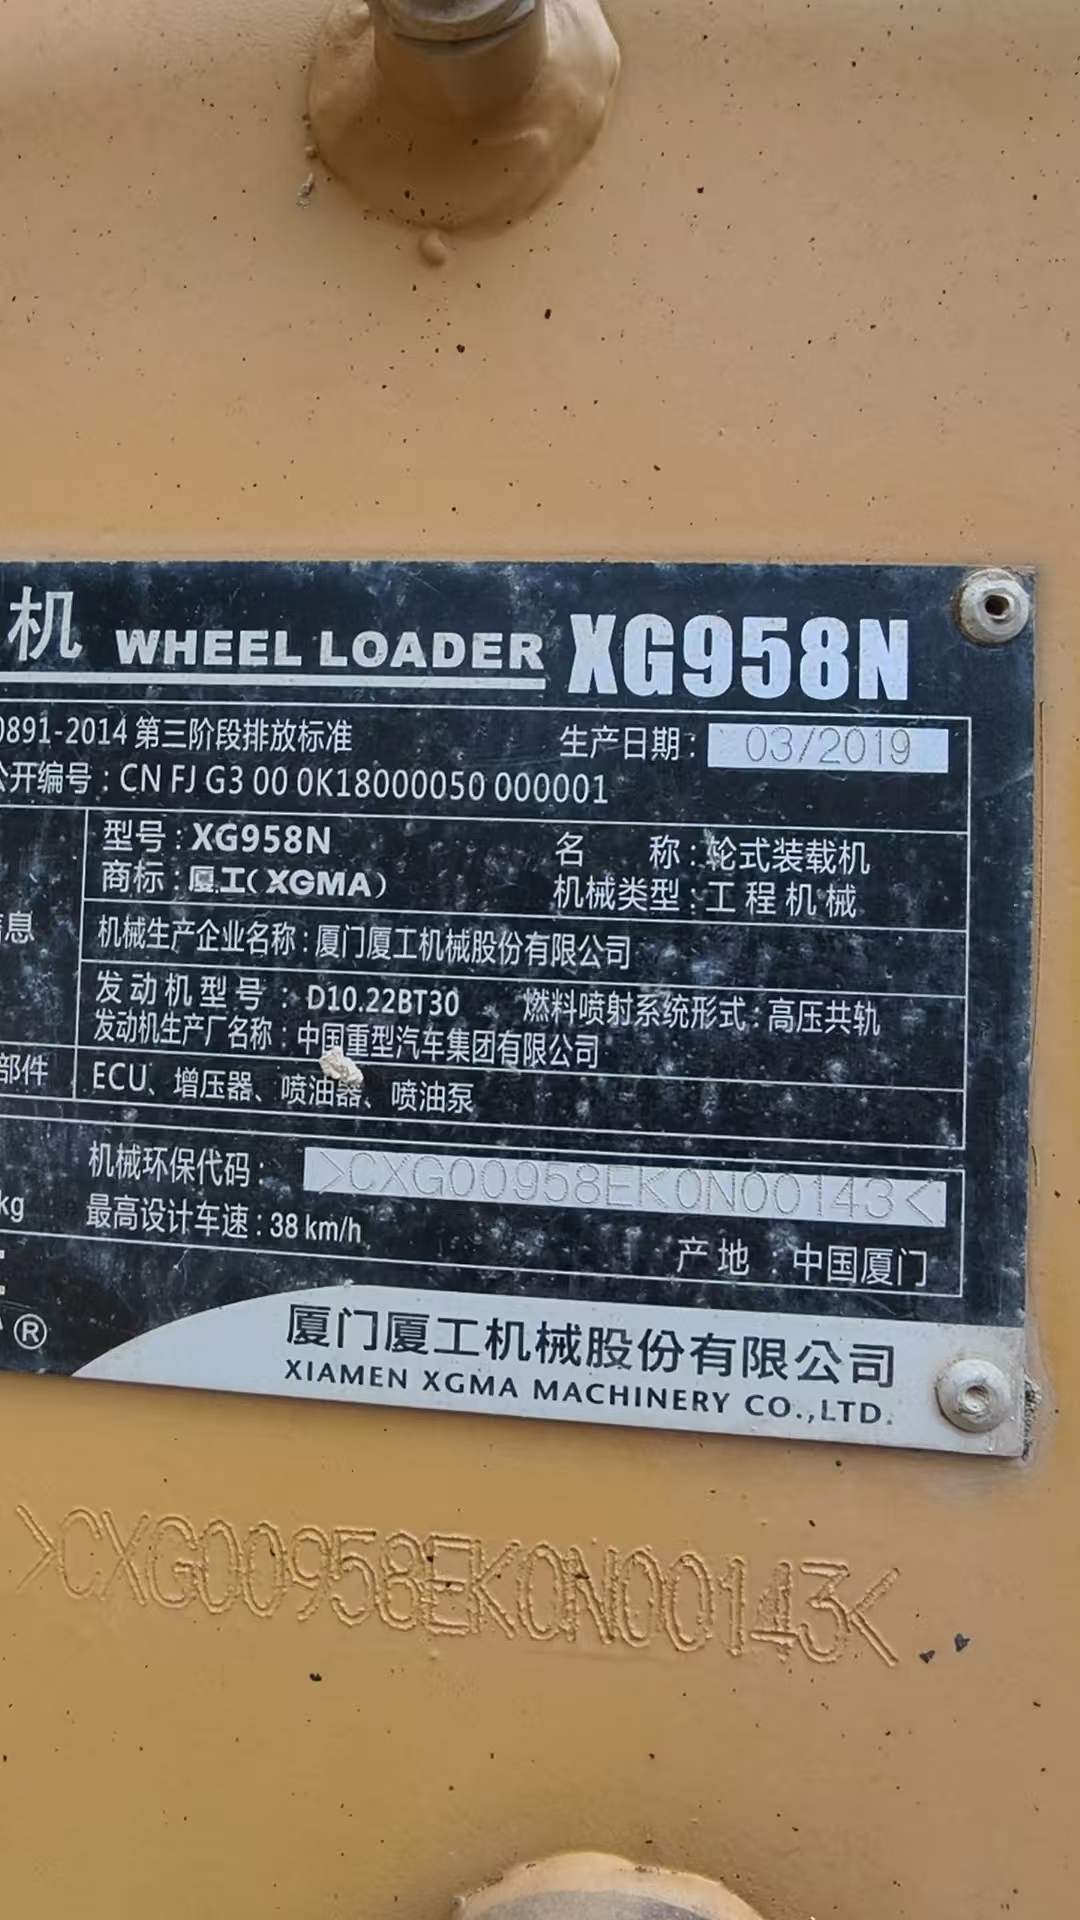 机 WHEEL LOADER XG958N
0891-2014 第三阶段排放标准 生产日期: 03/2019
公开编号: CN FJ G3 00 0K18000050 000001
型号: XG958N 名 称: 轮式装载机
商标: 厦工(XGMA) 机械类型: 工程机械
信息
机械生产企业名称: 厦门厦工机械股份有限公司
发动机型号: D10.22BT30 燃料喷射系统形式: 高压共轨
发动机生产厂名称: 中国重型汽车集团有限公司
部件 ECU、增压器、喷油器、喷油泵
机械环保代码: >CXG00958EK0N00143<
kg 最高设计车速: 38 km/h
产地: 中国厦门
®
厦门厦工机械股份有限公司
XIAMEN XGMA MACHINERY CO.,LTD.
>CXG00958EK0N00143<